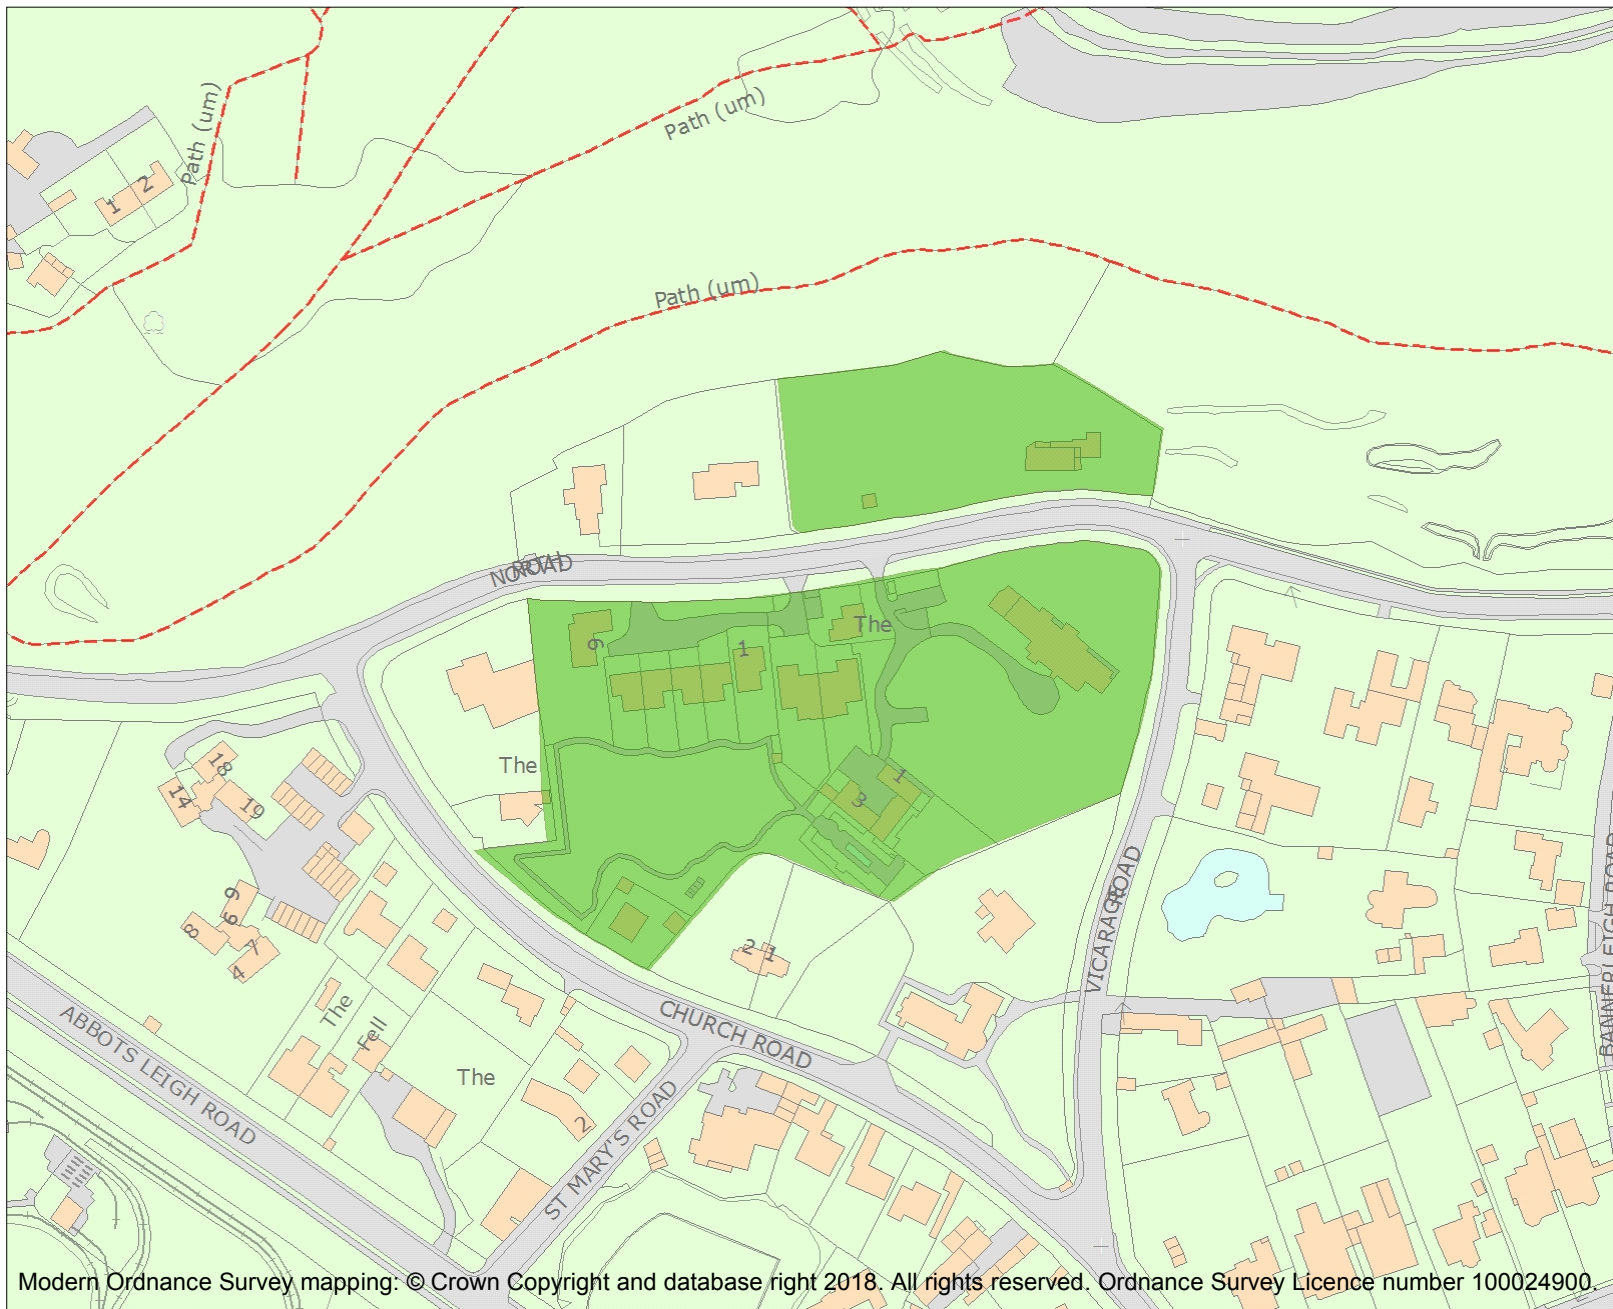 Path (um)
Path (um)
1
2
Path (um)
NORTH
ROAD
The
9
1
The
1
3
18
14
19
9
6
8
7
4
2 1
VICARAGE
ROAD
BANNERLEIGH ROAD
CHURCH ROAD
ABBOTS LEIGH ROAD
The
Fell
The
2
ST MARY'S ROAD
Modern Ordnance Survey mapping: © Crown Copyright and database right 2018. All rights reserved. Ordnance Survey Licence number 100024900.